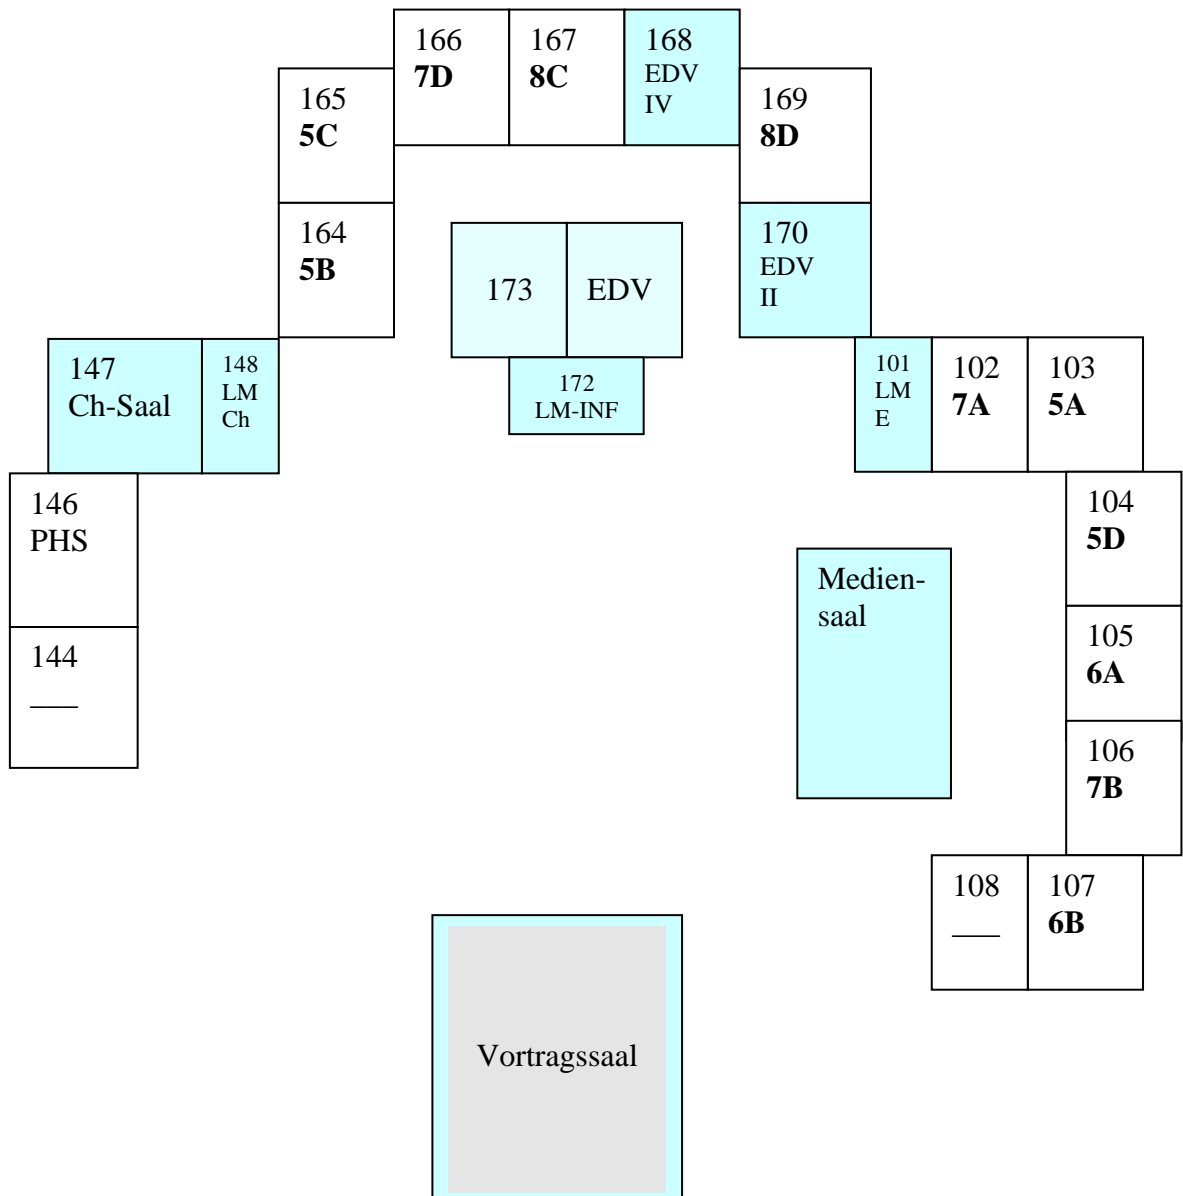 166
7D
167
8C
168
EDV
IV
165
5C
169
8D
164
5B
173
EDV
170
EDV
II
147
Ch-Saal
148
LM
Ch
172
LM-INF
101
LM
E
102
7A
103
5A
146
PHS
104
5D
Medien-
saal
144
___
105
6A
106
7B
108
___
107
6B
Vortragssaal